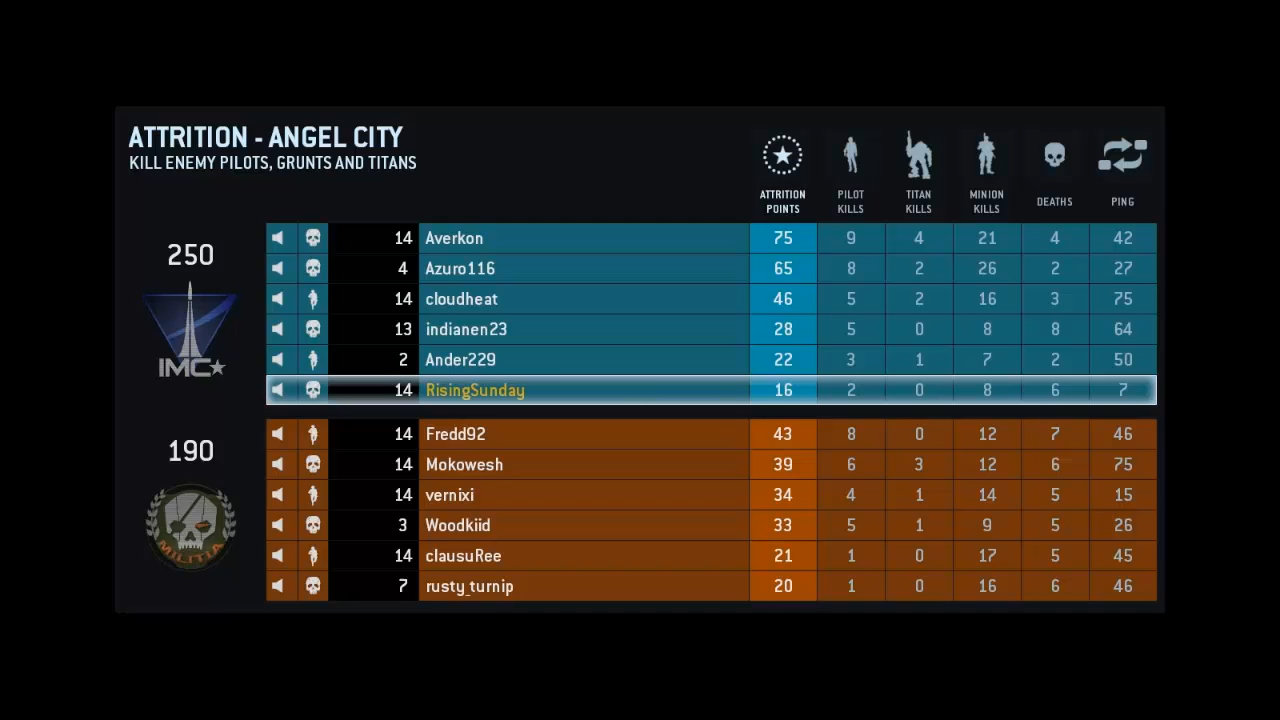 ATTRITION - ANGEL CITY
KILL ENEMY PILOTS, GRUNTS AND TITANS
ATTRITION POINTS PILOT KILLS TITAN KILLS MINION KILLS DEATHS PING
250
IMC
14 Averkon 75 9 4 21 4 42
4 Azuro116 65 8 2 26 2 27
14 cloudheat 46 5 2 16 3 75
13 indianen23 28 5 0 8 8 64
2 Ander229 22 3 1 7 2 50
14 RisingSunday 16 2 0 8 6 7
190
MILITIA
14 Fredd92 43 8 0 12 7 46
14 Mokowesh 39 6 3 12 6 75
14 vernixi 34 4 1 14 5 15
3 Woodkiid 33 5 1 9 5 26
14 clausuRee 21 1 0 17 5 45
7 rusty_turnip 20 1 0 16 6 46